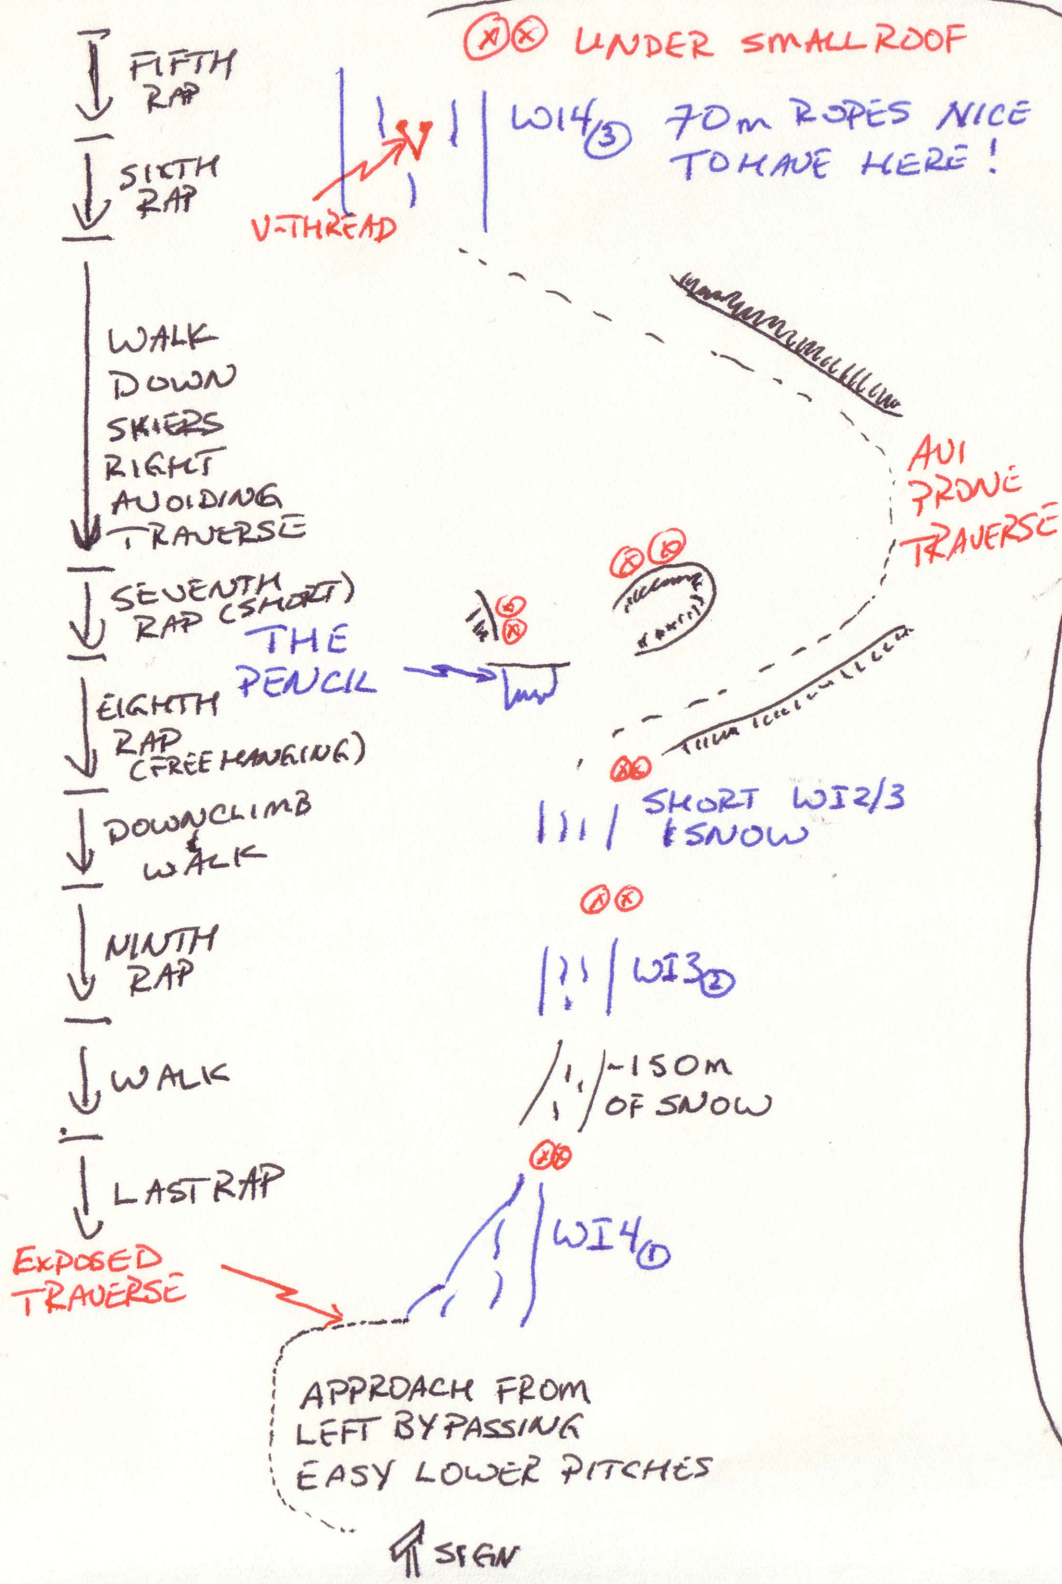 UNDER SMALL ROOF
FIFTH
RAP
WI4 3 70m ROPES NICE
TO HAVE HERE!
SIXTH
RAP
V-THREAD
WALK
DOWN
SKIERS
RIGHT
AVOIDING
TRAVERSE
AVI
PRONE
TRAVERSE
SEVENTH
RAP (SHORT)
THE
PENCIL
EIGHTH
RAP
(FREE HANGING)
SHORT WI2/3
& SNOW
DOWNCLIMB
&
WALK
NINTH
RAP
WI3 2
WALK
~150m
OF SNOW
LAST RAP
WI4 1
EXPOSED
TRAVERSE
APPROACH FROM
LEFT BYPASSING
EASY LOWER PITCHES
SIGN